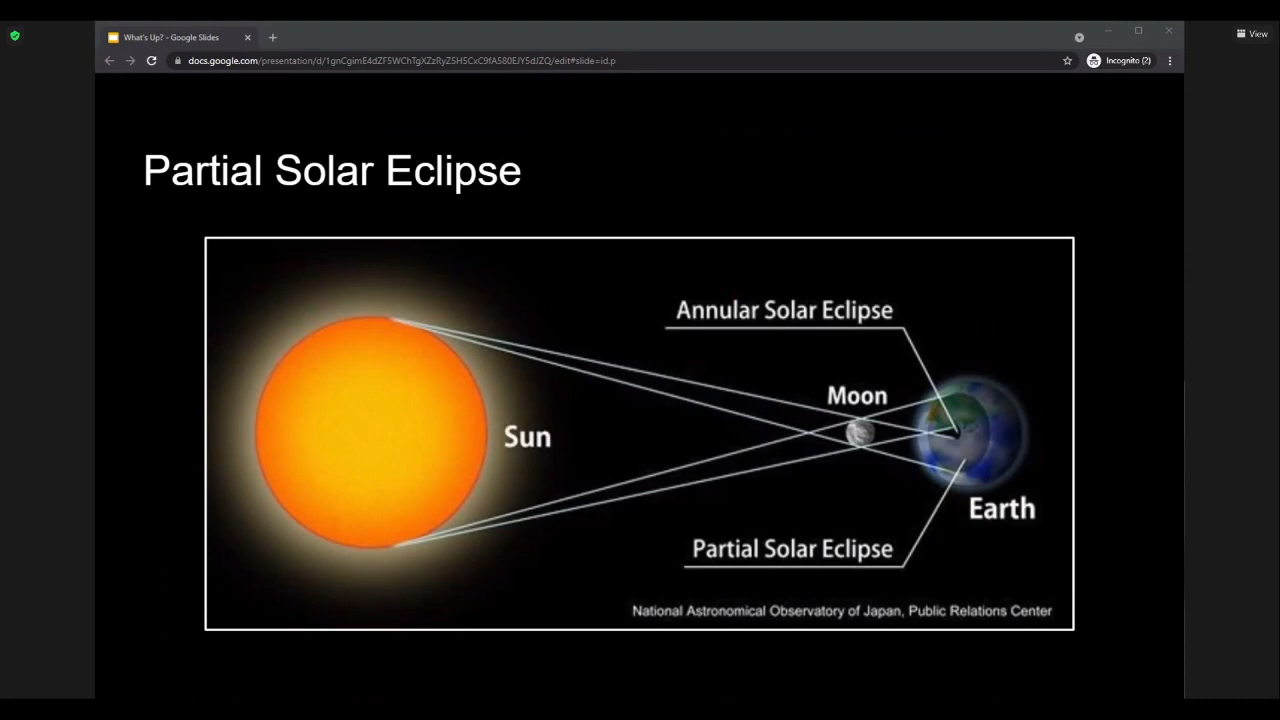 What's Up? - Google Slides
View
docs.google.com/presentation/d/1gnCgimE4dZF5WChTgXZzRyZ5H5CxC9fA580EJY5dJZQ/edit#slide=id.p
Incognito (2)
Partial Solar Eclipse
Annular Solar Eclipse
Moon
Sun
Earth
Partial Solar Eclipse
National Astronomical Observatory of Japan, Public Relations Center